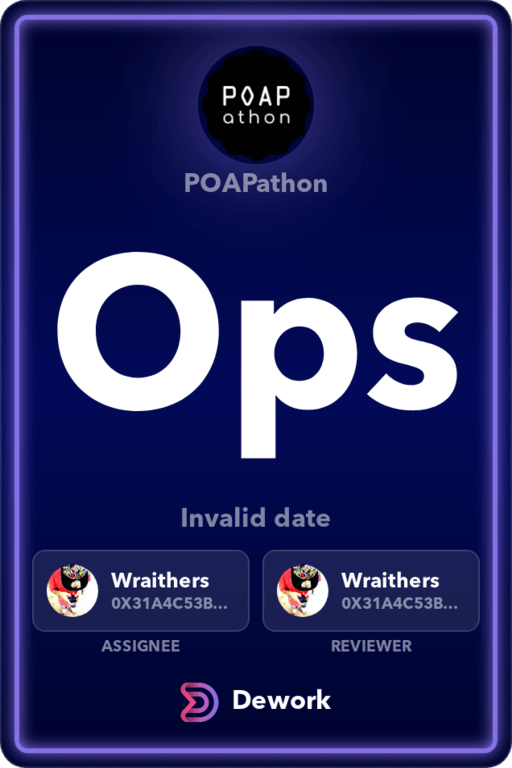 POAP
athon
POAPathon
Ops
Invalid date
Wraithers
0X31A4C53B...
ASSIGNEE
Wraithers
0X31A4C53B...
REVIEWER
Dework